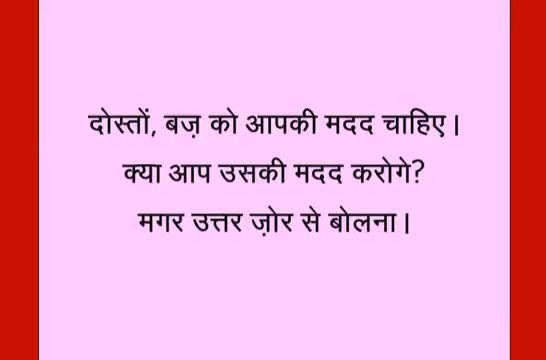 दोस्तों, बज़ को आपकी मदद चाहिए।
क्या आप उसकी मदद करोगे?
मगर उत्तर ज़ोर से बोलना।